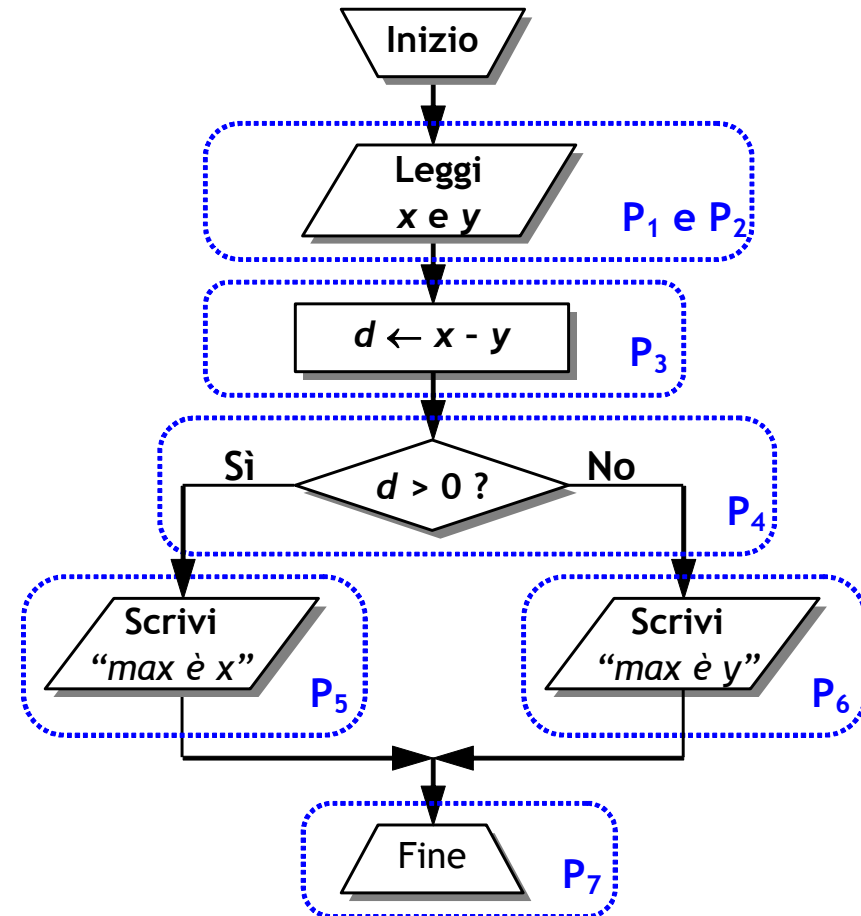 Inizio
Leggi
x e y
P₁ e P₂
d ← x - y
P₃
Sì
d > 0 ?
No
P₄
Scrivi
“max è x”
P₅
Scrivi
“max è y”
P₆
Fine
P₇